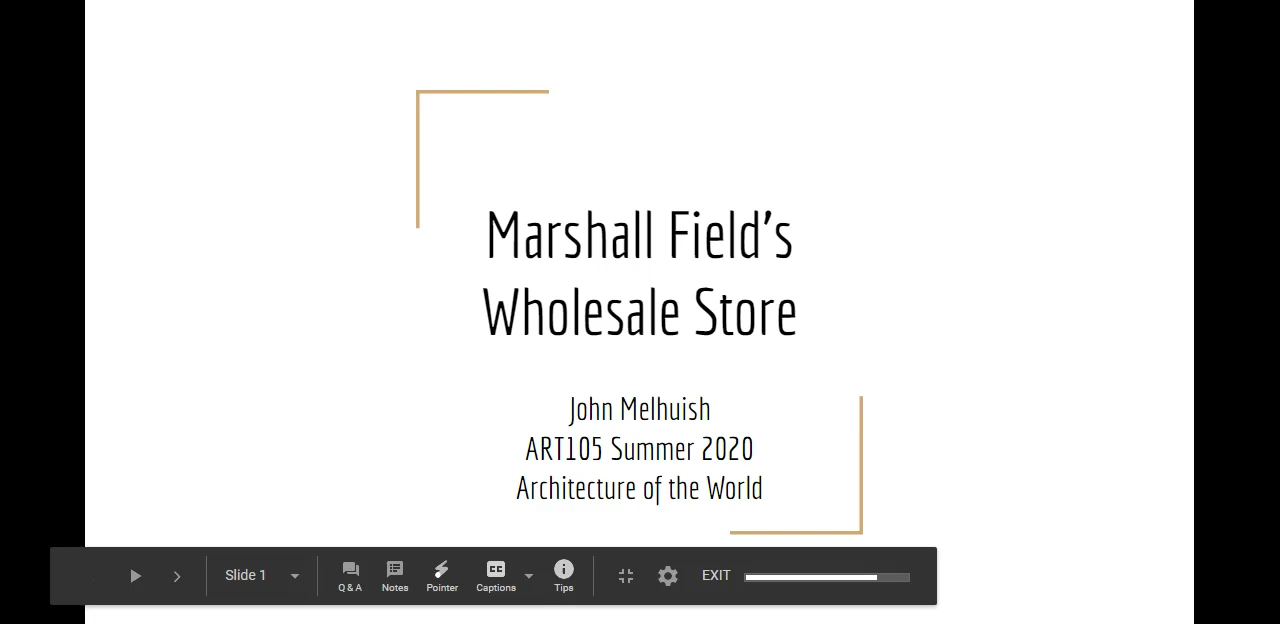 Marshall Field's
Wholesale Store
John Melhuish
ART105 Summer 2020
Architecture of the World
Slide 1
Q & A
Notes
Pointer
CC
Captions
Tips
EXIT